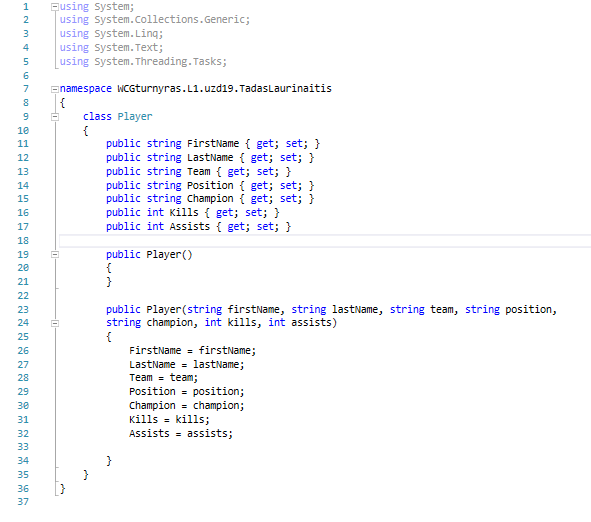 1 using System;
2 using System.Collections.Generic;
3 using System.Linq;
4 using System.Text;
5 using System.Threading.Tasks;
6
7 namespace WCGturnyras.L1.uzd19.TadasLaurinaitis
8 {
9 class Player
10 {
11 public string FirstName { get; set; }
12 public string LastName { get; set; }
13 public string Team { get; set; }
14 public string Position { get; set; }
15 public string Champion { get; set; }
16 public int Kills { get; set; }
17 public int Assists { get; set; }
18
19 public Player()
20 {
21 }
22
23 public Player(string firstName, string lastName, string team, string position,
24 string champion, int kills, int assists)
25 {
26 FirstName = firstName;
27 LastName = lastName;
28 Team = team;
29 Position = position;
30 Champion = champion;
31 Kills = kills;
32 Assists = assists;
33
34 }
35 }
36 }
37